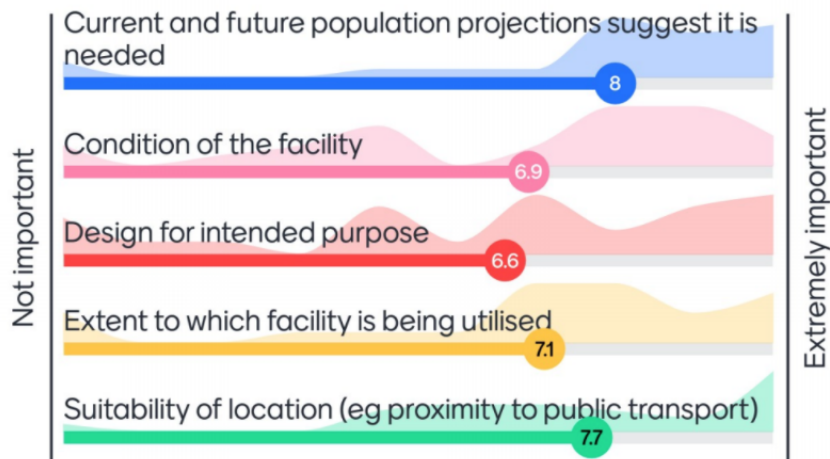 Current and future population projections suggest it is
needed
8
Condition of the facility
6.9
Design for intended purpose
6.6
Extent to which facility is being utilised
7.1
Suitability of location (eg proximity to public transport)
7.7
Not important
Extremely important